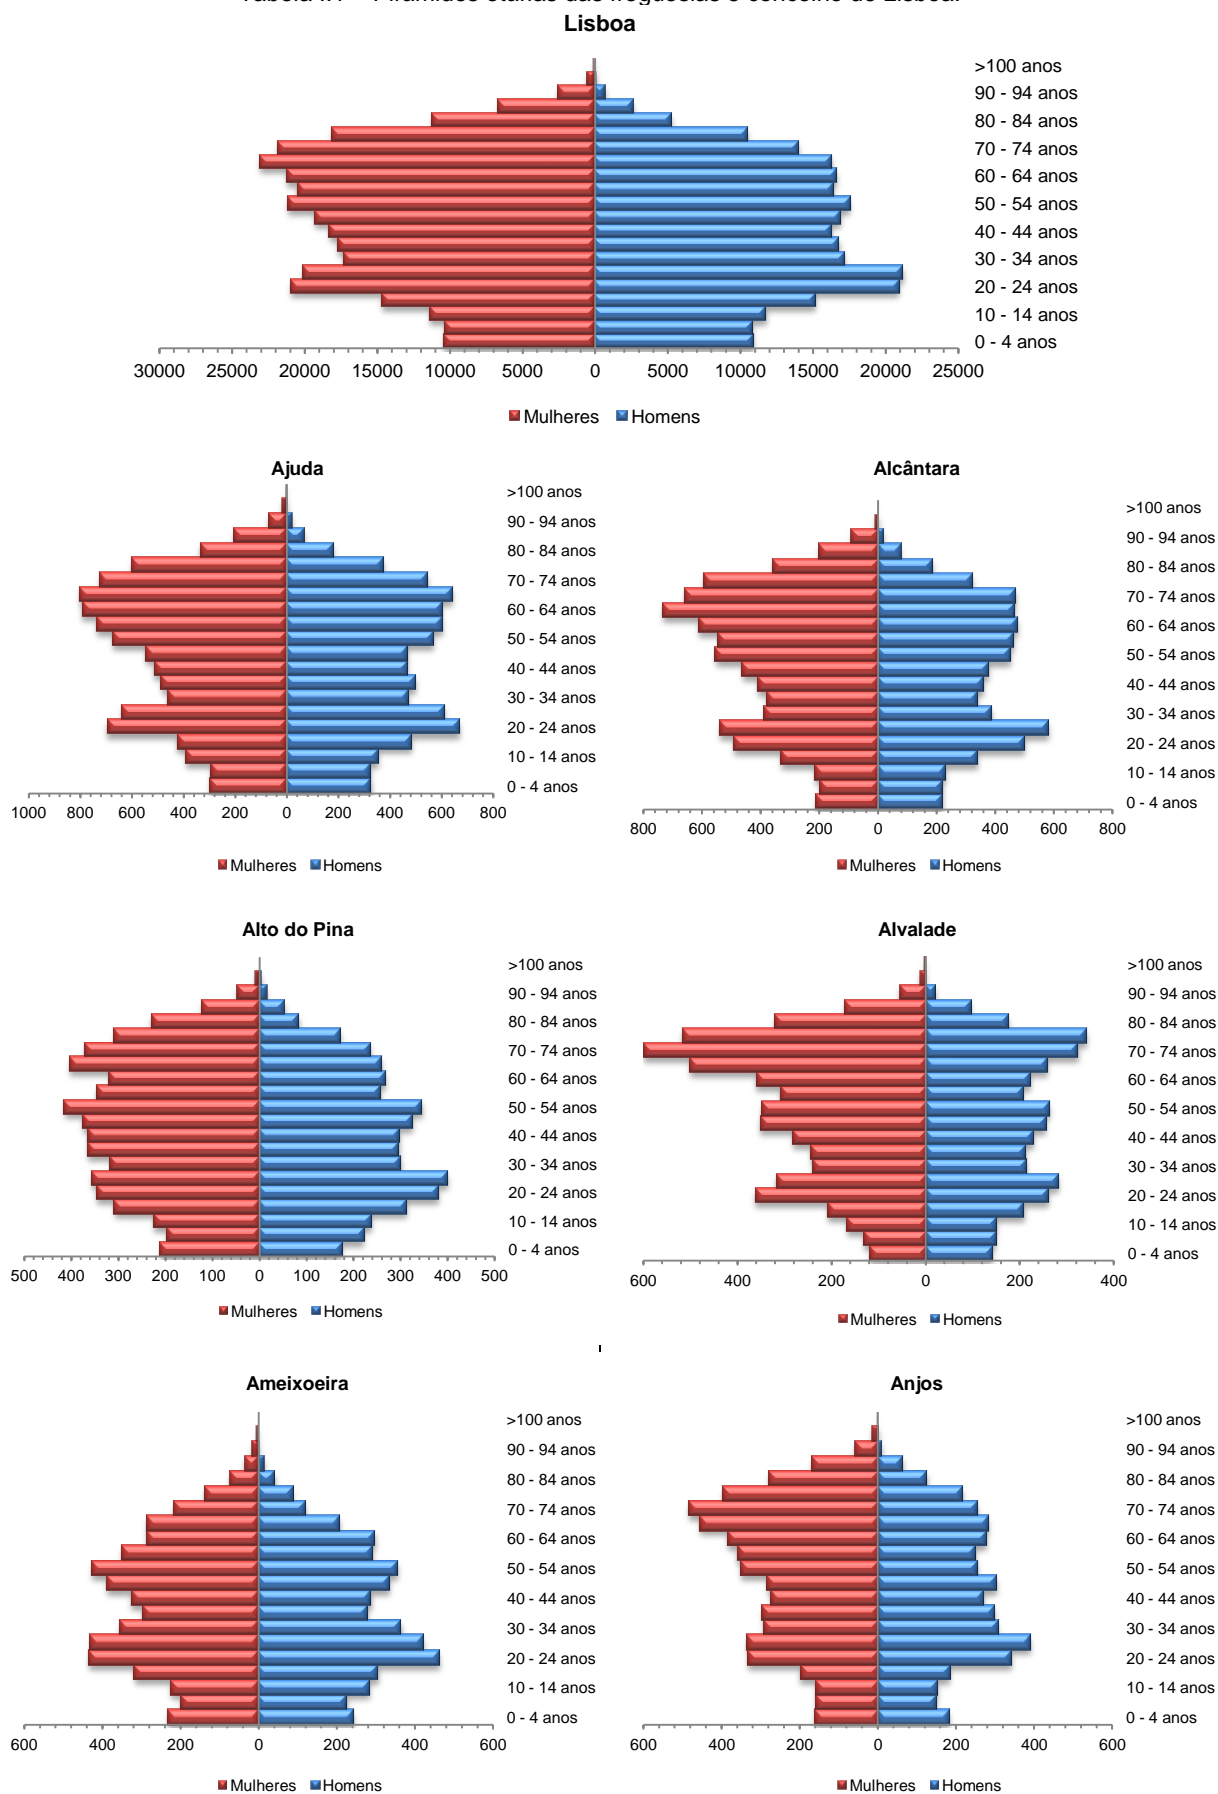 Lisboa
>100 anos
90 - 94 anos
80 - 84 anos
70 - 74 anos
60 - 64 anos
50 - 54 anos
40 - 44 anos
30 - 34 anos
20 - 24 anos
10 - 14 anos
0 - 4 anos
30000 25000 20000 15000 10000 5000 0 5000 10000 15000 20000 25000
Mulheres Homens
Ajuda
>100 anos
90 - 94 anos
80 - 84 anos
70 - 74 anos
60 - 64 anos
50 - 54 anos
40 - 44 anos
30 - 34 anos
20 - 24 anos
10 - 14 anos
0 - 4 anos
1000 800 600 400 200 0 200 400 600 800
Mulheres Homens
Alcântara
>100 anos
90 - 94 anos
80 - 84 anos
70 - 74 anos
60 - 64 anos
50 - 54 anos
40 - 44 anos
30 - 34 anos
20 - 24 anos
10 - 14 anos
0 - 4 anos
800 600 400 200 0 200 400 600 800
Mulheres Homens
Alto do Pina
>100 anos
90 - 94 anos
80 - 84 anos
70 - 74 anos
60 - 64 anos
50 - 54 anos
40 - 44 anos
30 - 34 anos
20 - 24 anos
10 - 14 anos
0 - 4 anos
500 400 300 200 100 0 100 200 300 400 500
Mulheres Homens
Alvalade
>100 anos
90 - 94 anos
80 - 84 anos
70 - 74 anos
60 - 64 anos
50 - 54 anos
40 - 44 anos
30 - 34 anos
20 - 24 anos
10 - 14 anos
0 - 4 anos
600 400 200 0 200 400
Mulheres Homens
Ameixoeira
>100 anos
90 - 94 anos
80 - 84 anos
70 - 74 anos
60 - 64 anos
50 - 54 anos
40 - 44 anos
30 - 34 anos
20 - 24 anos
10 - 14 anos
0 - 4 anos
600 400 200 0 200 400 600
Mulheres Homens
Anjos
>100 anos
90 - 94 anos
80 - 84 anos
70 - 74 anos
60 - 64 anos
50 - 54 anos
40 - 44 anos
30 - 34 anos
20 - 24 anos
10 - 14 anos
0 - 4 anos
600 400 200 0 200 400 600
Mulheres Homens